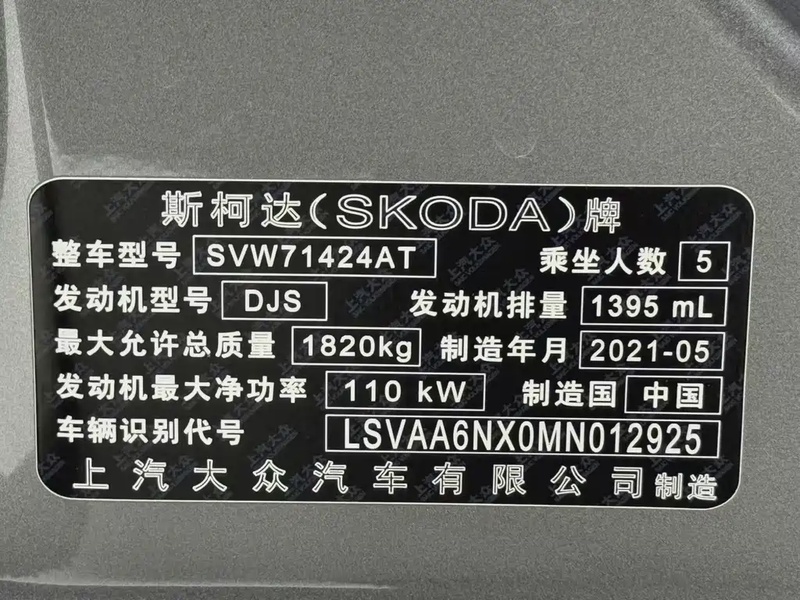 斯柯达(SKODA)牌
整车型号 SVW71424AT 乘坐人数 5
发动机型号 DJS 发动机排量 1395 mL
最大允许总质量 1820kg 制造年月 2021-05
发动机最大净功率 110 kW 制造国 中国
车辆识别代号 LSVAA6NX0MN012925
上汽大众汽车有限公司制造